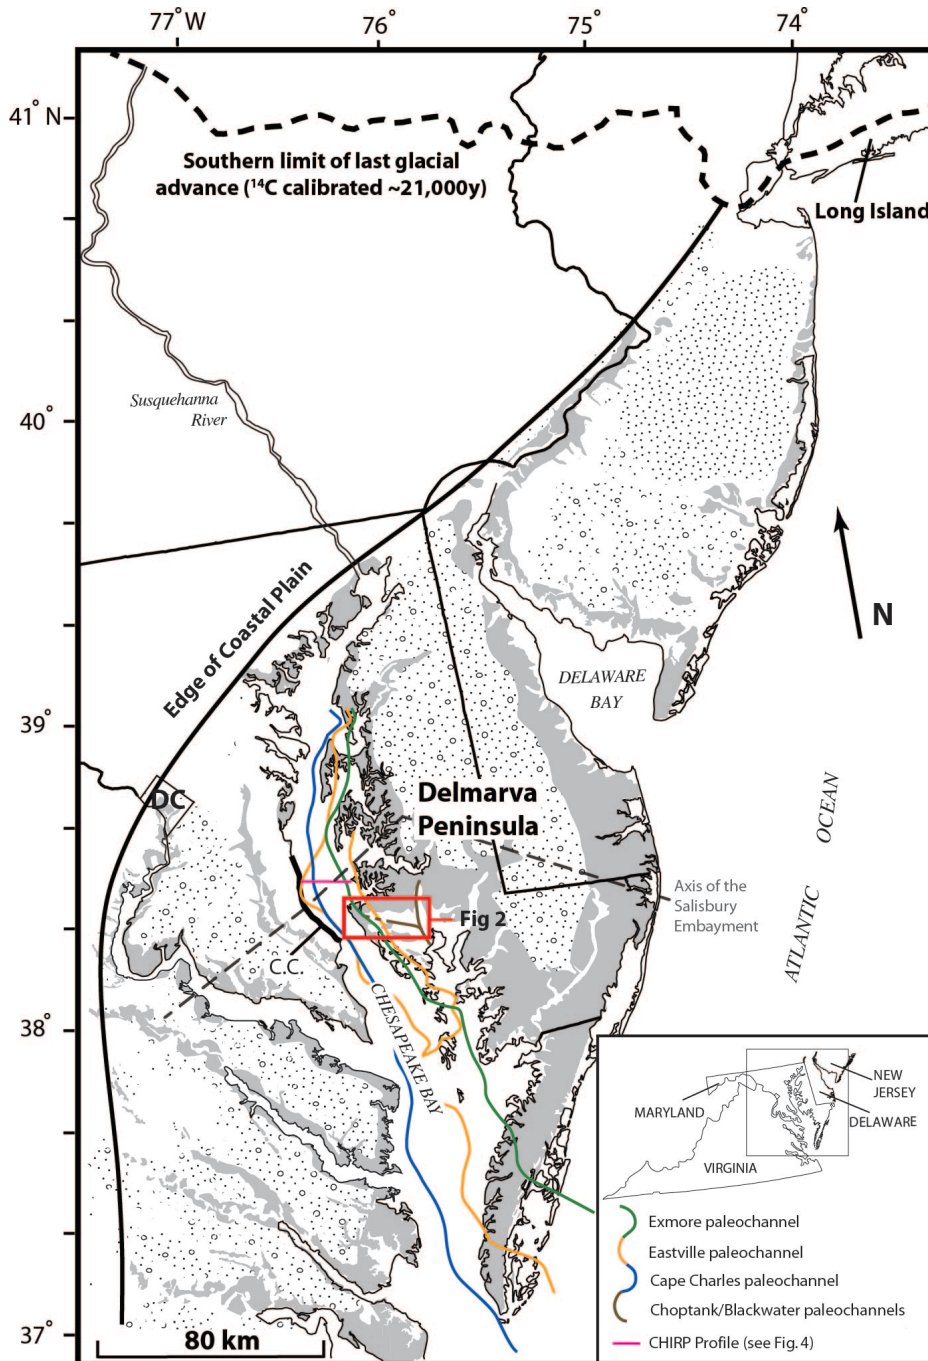 77°W
76°
75°
74°
41° N
Southern limit of last glacial
advance (¹⁴C calibrated ~21,000y)
Long Island
Susquehanna
River
40°
Edge of Coastal Plain
N
DELAWARE
BAY
39°
DC
Delmarva
Peninsula
ATLANTIC OCEAN
Axis of the
Salisbury
Embayment
Fig 2
C.C.
CHESAPEAKE BAY
38°
NEW
JERSEY
MARYLAND
DELAWARE
VIRGINIA
Exmore paleochannel
Eastville paleochannel
Cape Charles paleochannel
Choptank/Blackwater paleochannels
CHIRP Profile (see Fig. 4)
37°
80 km